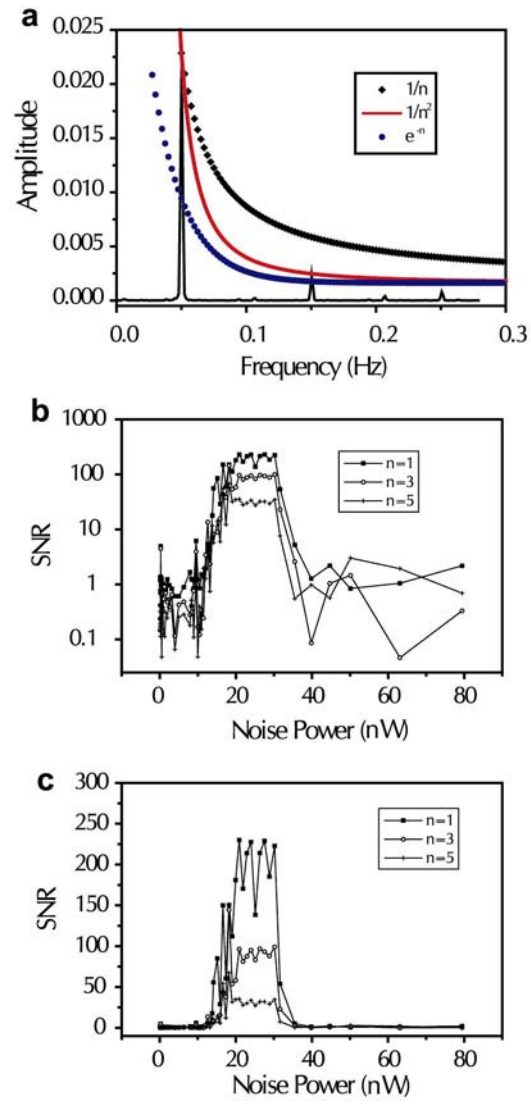 a
0.025
0.020
0.015
0.010
0.005
0.000
Amplitude
1/n
1/n²
e⁻ⁿ
0.0 0.1 0.2 0.3
Frequency (Hz)
b
1000
100
10
1
0.1
SNR
n=1
n=3
n=5
0 20 40 60 80
Noise Power (nW)
c
300
250
200
150
100
50
0
SNR
n=1
n=3
n=5
0 20 40 60 80
Noise Power (nW)